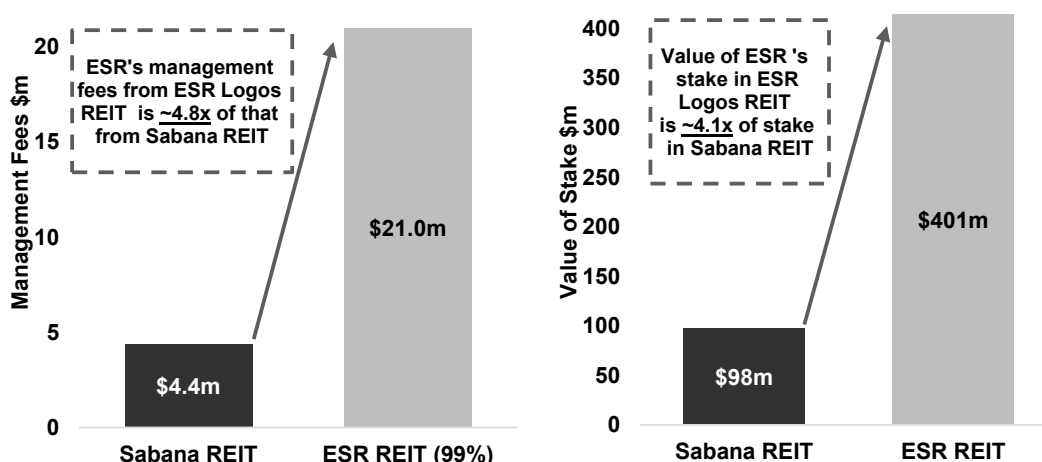 Management Fees $m
20
15
10
5
0
ESR's management
fees from ESR Logos
REIT is ~4.8x of that
from Sabana REIT
$4.4m
$21.0m
Sabana REIT
ESR REIT (99%)
Value of Stake $m
400
350
300
250
200
150
100
50
0
Value of ESR 's
stake in ESR
Logos REIT
is ~4.1x of stake
in Sabana REIT
$98m
$401m
Sabana REIT
ESR REIT